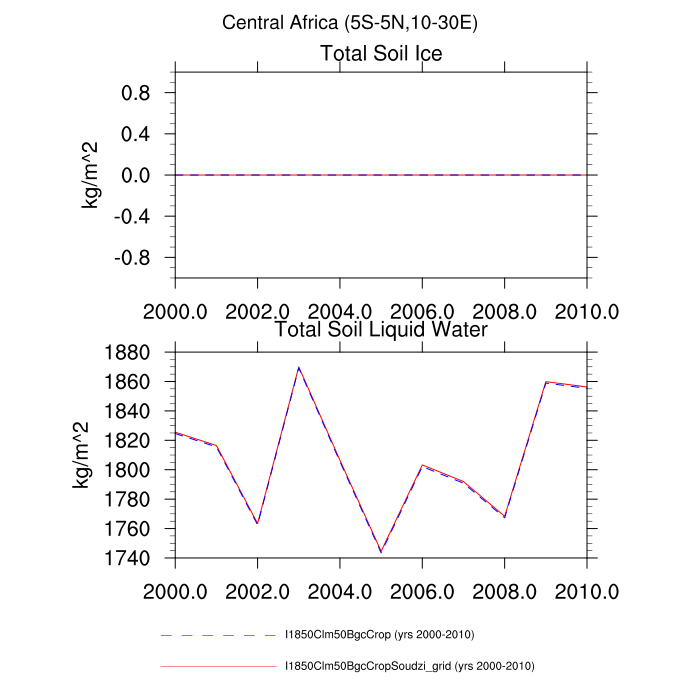 Central Africa (5S-5N,10-30E)
Total Soil Ice
0.8
0.4
0.0
-0.4
-0.8
kg/m^2
2000.0 2002.0 2004.0 2006.0 2008.0 2010.0
Total Soil Liquid Water
1880
1860
1840
1820
1800
1780
1760
1740
kg/m^2
2000.0 2002.0 2004.0 2006.0 2008.0 2010.0
I1850Clm50BgcCrop (yrs 2000-2010)
I1850Clm50BgcCropSoudzi_grid (yrs 2000-2010)